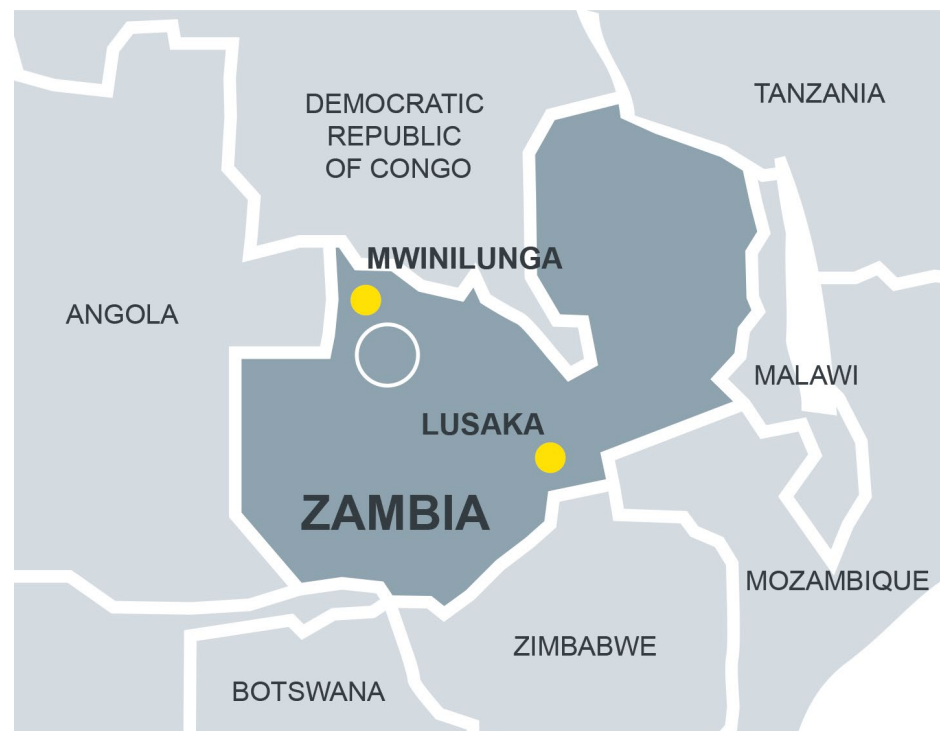 DEMOCRATIC
REPUBLIC
OF CONGO
TANZANIA
MWINILUNGA
ANGOLA
MALAWI
LUSAKA
ZAMBIA
MOZAMBIQUE
ZIMBABWE
BOTSWANA